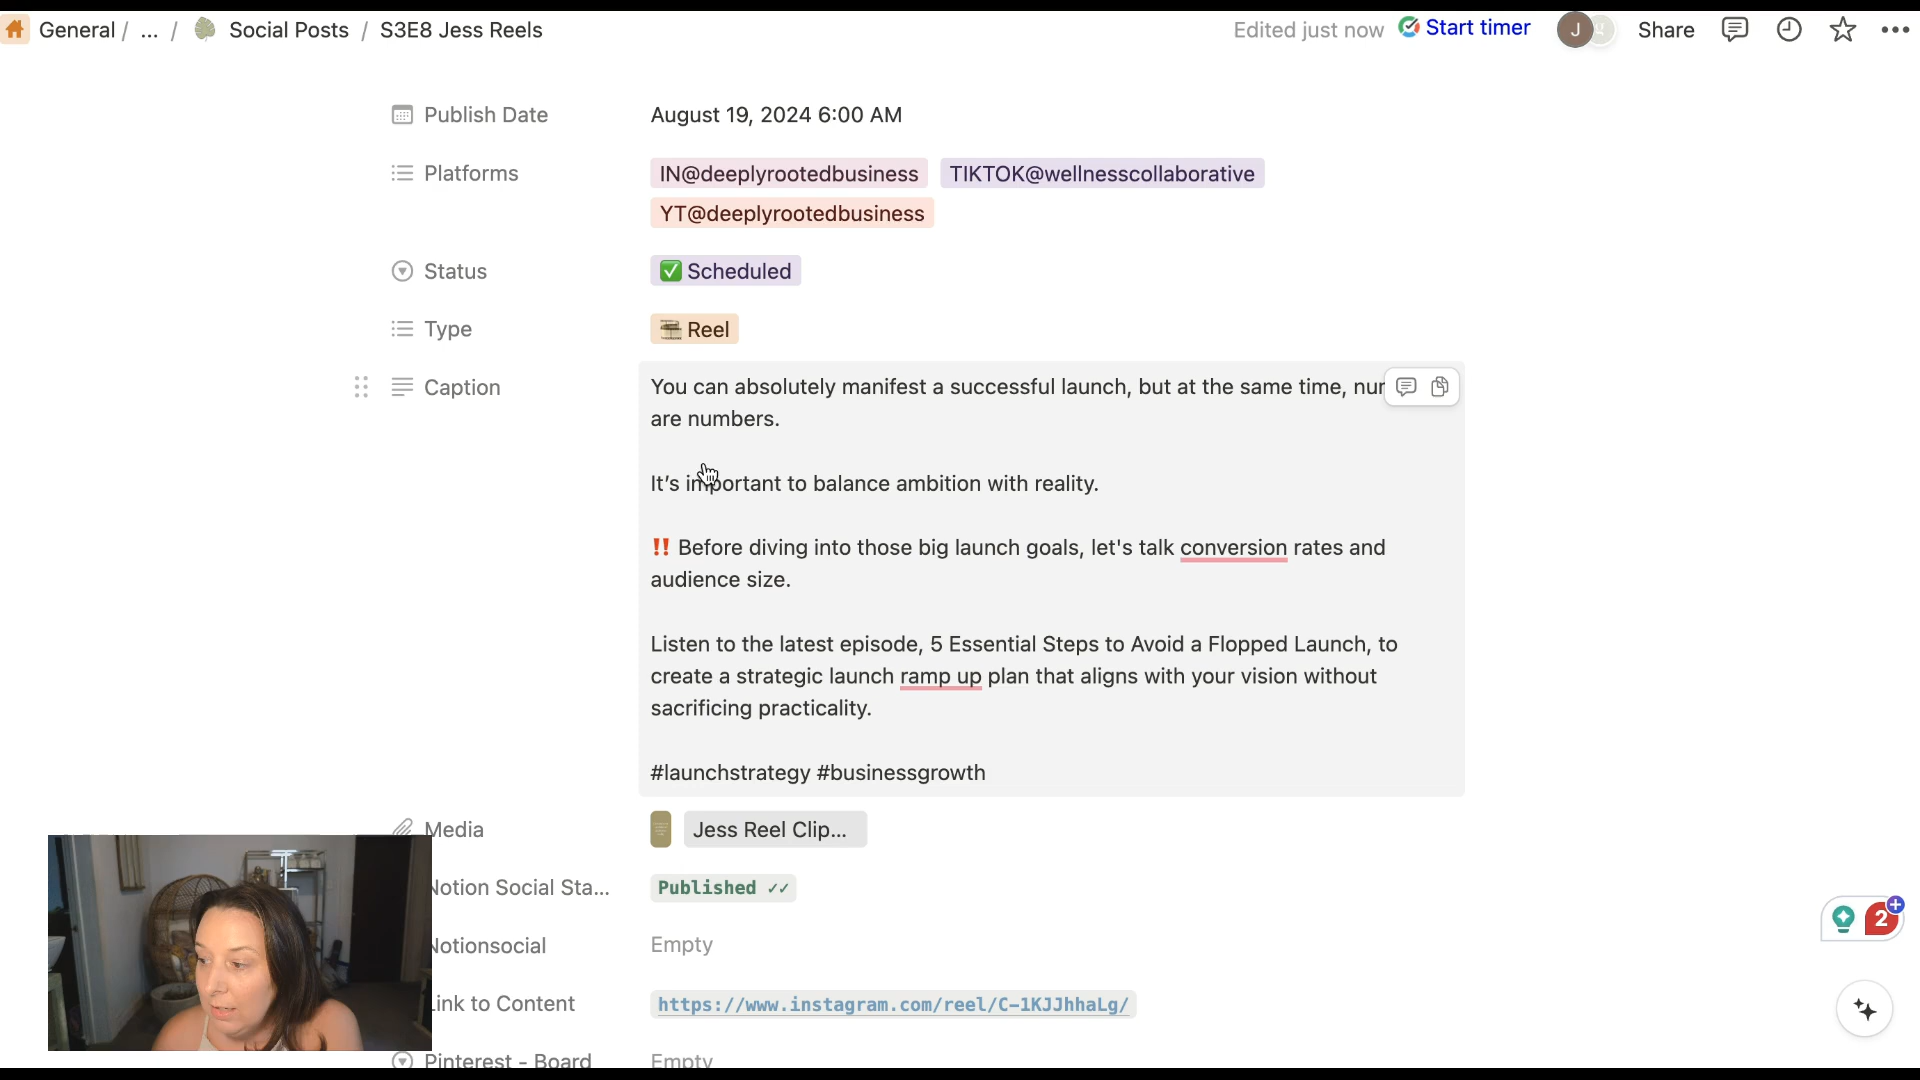 General / ... / Social Posts / S3E8 Jess Reels
Edited just now Start timer J Share
Publish Date August 19, 2024 6:00 AM
Platforms IN@deeplyrootedbusiness TIKTOK@wellnesscollaborative
YT@deeplyrootedbusiness
Status ✅ Scheduled
Type Reel
Caption You can absolutely manifest a successful launch, but at the same time,
are numbers.
It’s important to balance ambition with reality.
‼️ Before diving into those big launch goals, let's talk conversion rates and
audience size.
Listen to the latest episode, 5 Essential Steps to Avoid a Flopped Launch, to
create a strategic launch ramp up plan that aligns with your vision without
sacrificing practicality.
#launchstrategy #businessgrowth
Media Jess Reel Clip...
Notion Social Sta... Published ✓✓
Notionsocial Empty
2
Link to Content https://www.instagram.com/reel/C-1KJJhhaLg/
Pinterest - Board Empty